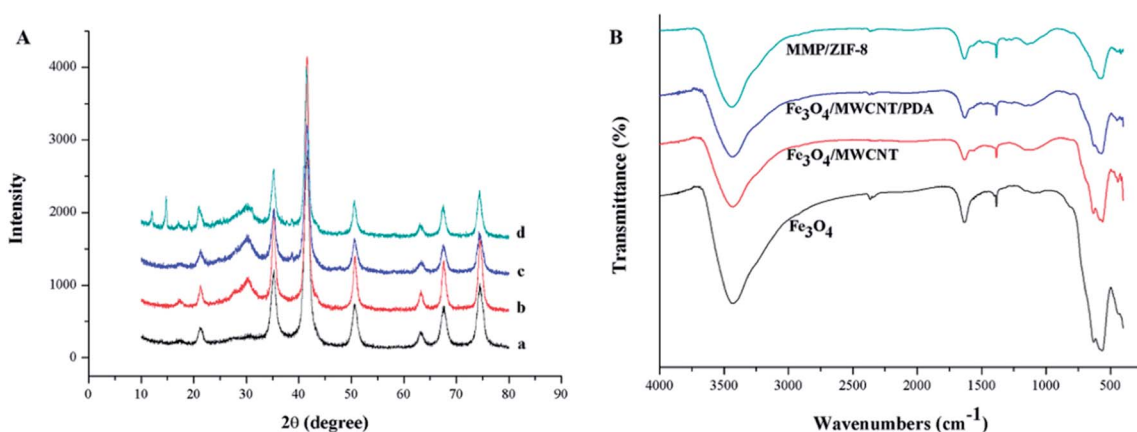 A
4000
3000
2000
1000
0
Intensity
d
c
b
a
0 10 20 30 40 50 60 70 80 90
2θ (degree)
B
MMP/ZIF-8
Fe₃O₄/MWCNT/PDA
Fe₃O₄/MWCNT
Fe₃O₄
Transmittance (%)
4000 3500 3000 2500 2000 1500 1000 500
Wavenumbers (cm⁻¹)